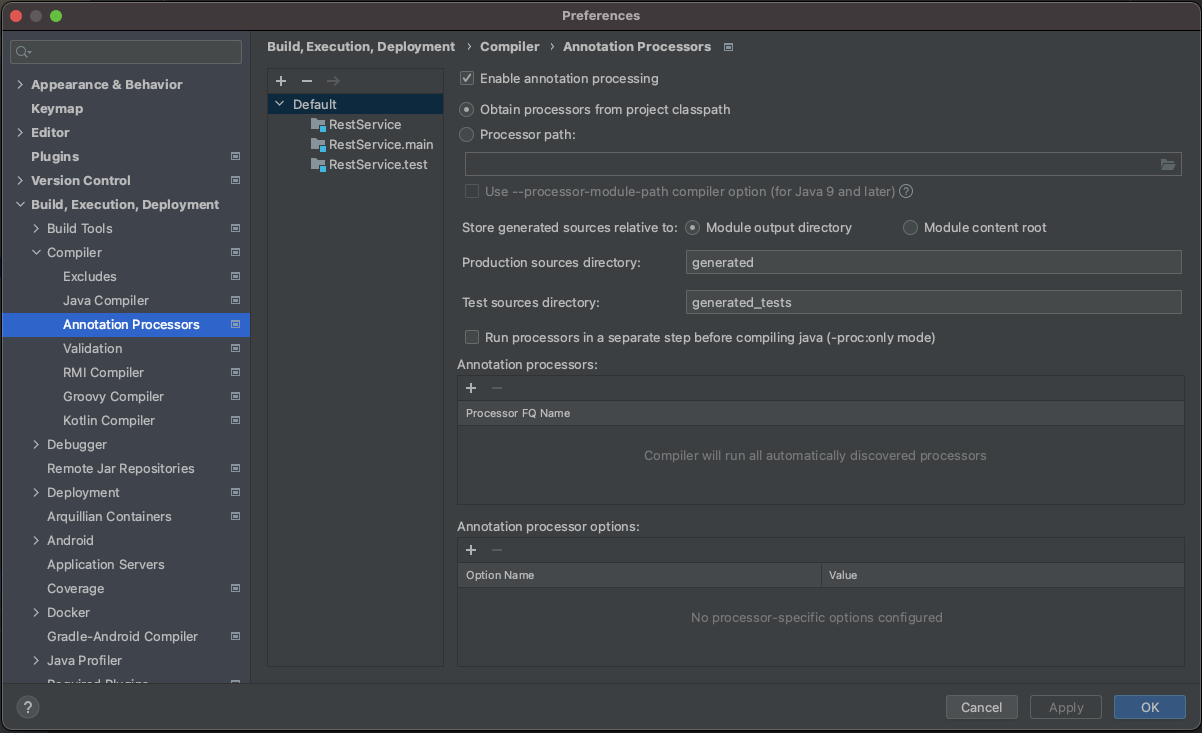 Preferences
Appearance & Behavior
Keymap
Editor
Plugins
Version Control
Build, Execution, Deployment
Build Tools
Compiler
Excludes
Java Compiler
Annotation Processors
Validation
RMI Compiler
Groovy Compiler
Kotlin Compiler
Debugger
Remote Jar Repositories
Deployment
Arquillian Containers
Android
Application Servers
Coverage
Docker
Gradle-Android Compiler
Java Profiler
Required Plugins
Build, Execution, Deployment › Compiler › Annotation Processors
Default
RestService
RestService.main
RestService.test
Enable annotation processing
Obtain processors from project classpath
Processor path:
Use --processor-module-path compiler option (for Java 9 and later) ?
Store generated sources relative to: Module output directory Module content root
Production sources directory: generated
Test sources directory: generated_tests
Run processors in a separate step before compiling java (-proc:only mode)
Annotation processors:
Processor FQ Name
Compiler will run all automatically discovered processors
Annotation processor options:
Option Name Value
No processor-specific options configured
? Cancel Apply OK